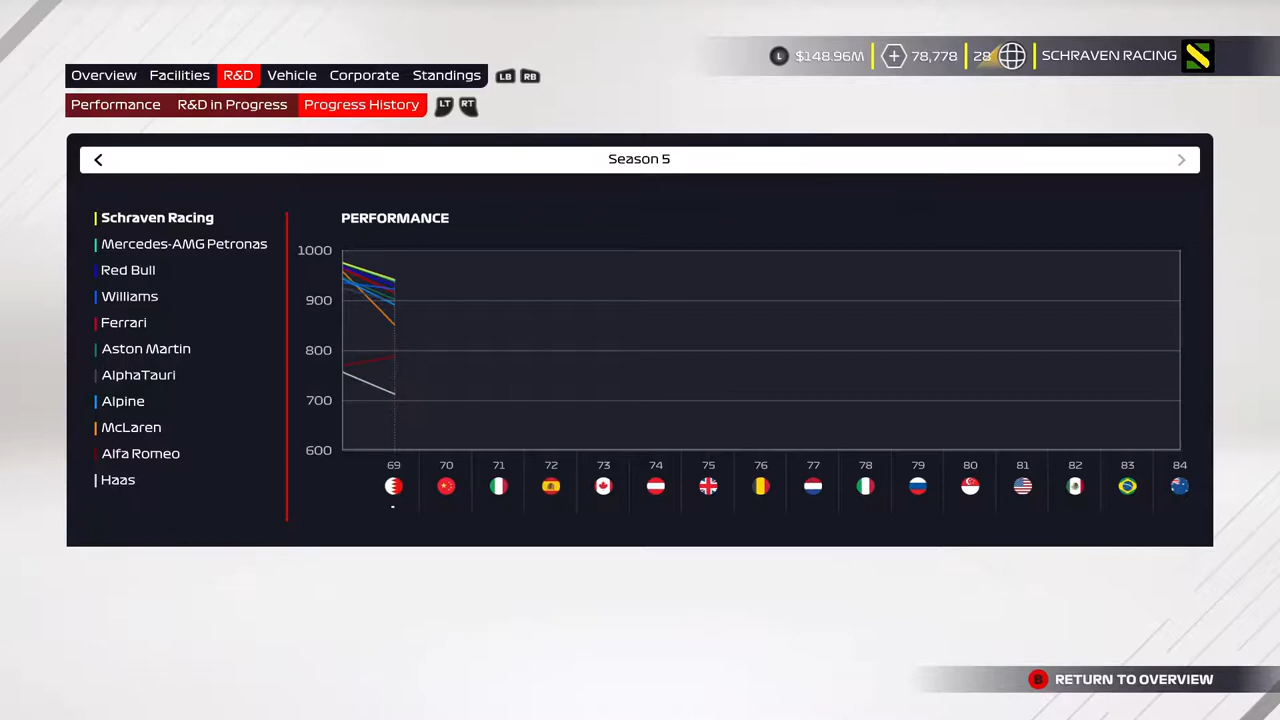 L $148.96M 78,778 28 SCHRAVEN RACING
Overview Facilities R&D Vehicle Corporate Standings LB RB
Performance R&D in Progress Progress History LT RT
Season 5
Schraven Racing
Mercedes-AMG Petronas
Red Bull
Williams
Ferrari
Aston Martin
AlphaTauri
Alpine
McLaren
Alfa Romeo
Haas
PERFORMANCE
1000
900
800
700
600
69 70 71 72 73 74 75 76 77 78 79 80 81 82 83 84
-
B RETURN TO OVERVIEW